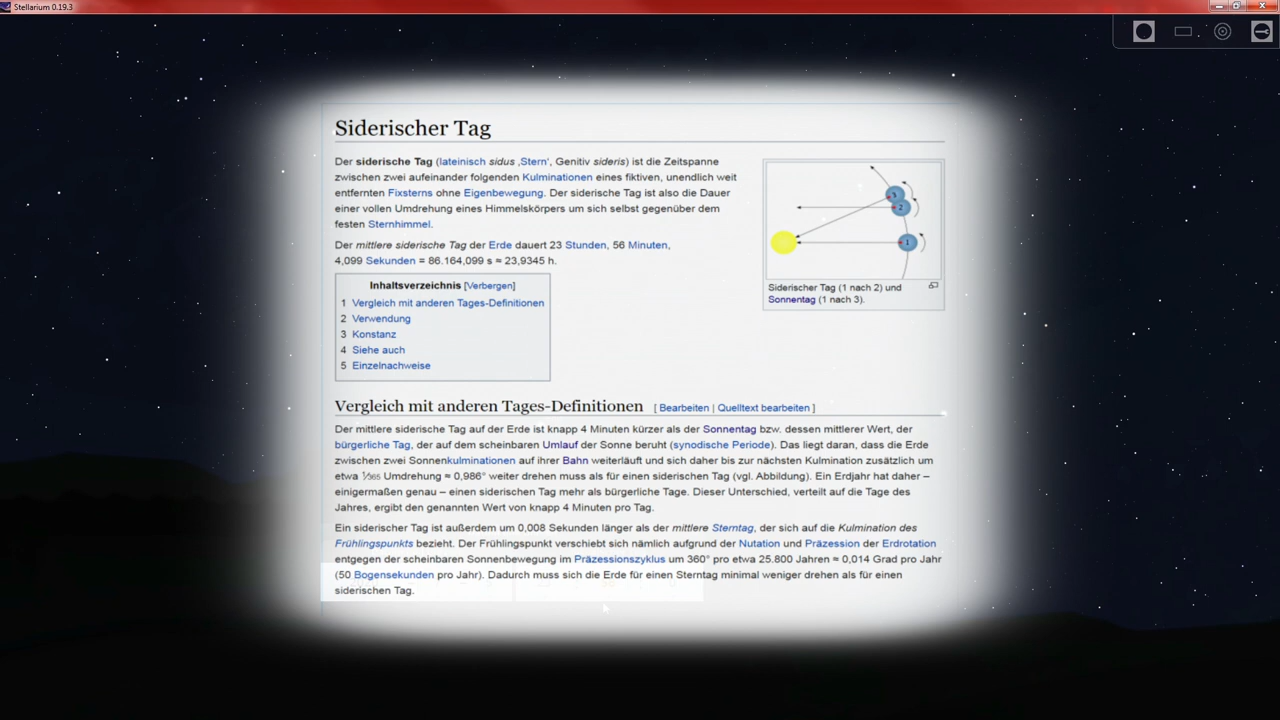 Stellarium 0.19.3
Siderischer Tag
Der siderische Tag (lateinisch sidus ‚Stern‘, Genitiv sideris) ist die Zeitspanne
zwischen zwei aufeinander folgenden Kulminationen eines fiktiven, unendlich weit
entfernten Fixsterns ohne Eigenbewegung. Der siderische Tag ist also die Dauer
einer vollen Umdrehung eines Himmelskörpers um sich selbst gegenüber dem
festen Sternhimmel.
Der mittlere siderische Tag der Erde dauert 23 Stunden, 56 Minuten,
4,099 Sekunden = 86.164,099 s ≈ 23,9345 h.
3
2
1
Siderischer Tag (1 nach 2) und
Sonnentag (1 nach 3).
Inhaltsverzeichnis [Verbergen]
1 Vergleich mit anderen Tages-Definitionen
2 Verwendung
3 Konstanz
4 Siehe auch
5 Einzelnachweise
Vergleich mit anderen Tages-Definitionen [ Bearbeiten | Quelltext bearbeiten ]
Der mittlere siderische Tag auf der Erde ist knapp 4 Minuten kürzer als der Sonnentag bzw. dessen mittlerer Wert, der
bürgerliche Tag, der auf dem scheinbaren Umlauf der Sonne beruht (synodische Periode). Das liegt daran, dass die Erde
zwischen zwei Sonnenkulminationen auf ihrer Bahn weiterläuft und sich daher bis zur nächsten Kulmination zusätzlich um
etwa 1⁄365 Umdrehung ≈ 0,986° weiter drehen muss als für einen siderischen Tag (vgl. Abbildung). Ein Erdjahr hat daher –
einigermaßen genau – einen siderischen Tag mehr als bürgerliche Tage. Dieser Unterschied, verteilt auf die Tage des
Jahres, ergibt den genannten Wert von knapp 4 Minuten pro Tag.
Ein siderischer Tag ist außerdem um 0,008 Sekunden länger als der mittlere Sterntag, der sich auf die Kulmination des
Frühlingspunkts bezieht. Der Frühlingspunkt verschiebt sich nämlich aufgrund der Nutation und Präzession der Erdrotation
entgegen der scheinbaren Sonnenbewegung im Präzessionszyklus um 360° pro etwa 25.800 Jahren ≈ 0,014 Grad pro Jahr
(50 Bogensekunden pro Jahr). Dadurch muss sich die Erde für einen Sterntag minimal weniger drehen als für einen
siderischen Tag.